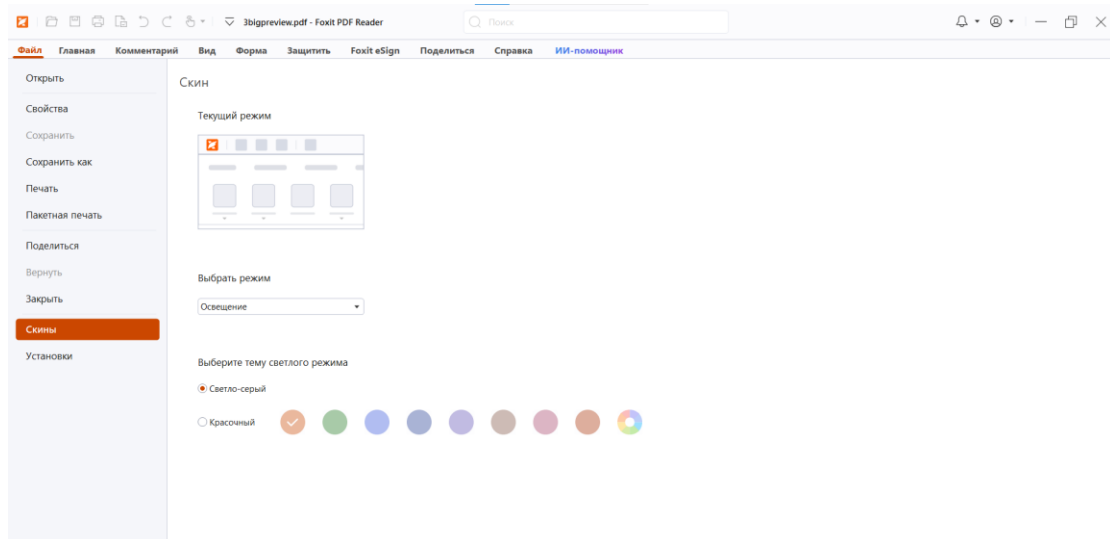 3bigpreview.pdf - Foxit PDF Reader
Поиск
Файл Главная Комментарий Вид Форма Защитить Foxit eSign Поделиться Справка ИИ-помощник
Открыть
Свойства
Сохранить
Сохранить как
Печать
Пакетная печать
Поделиться
Вернуть
Закрыть
Скины
Установки
Скин
Текущий режим
Выбрать режим
Освещение
Выберите тему светлого режима
Светло-серый
Красочный